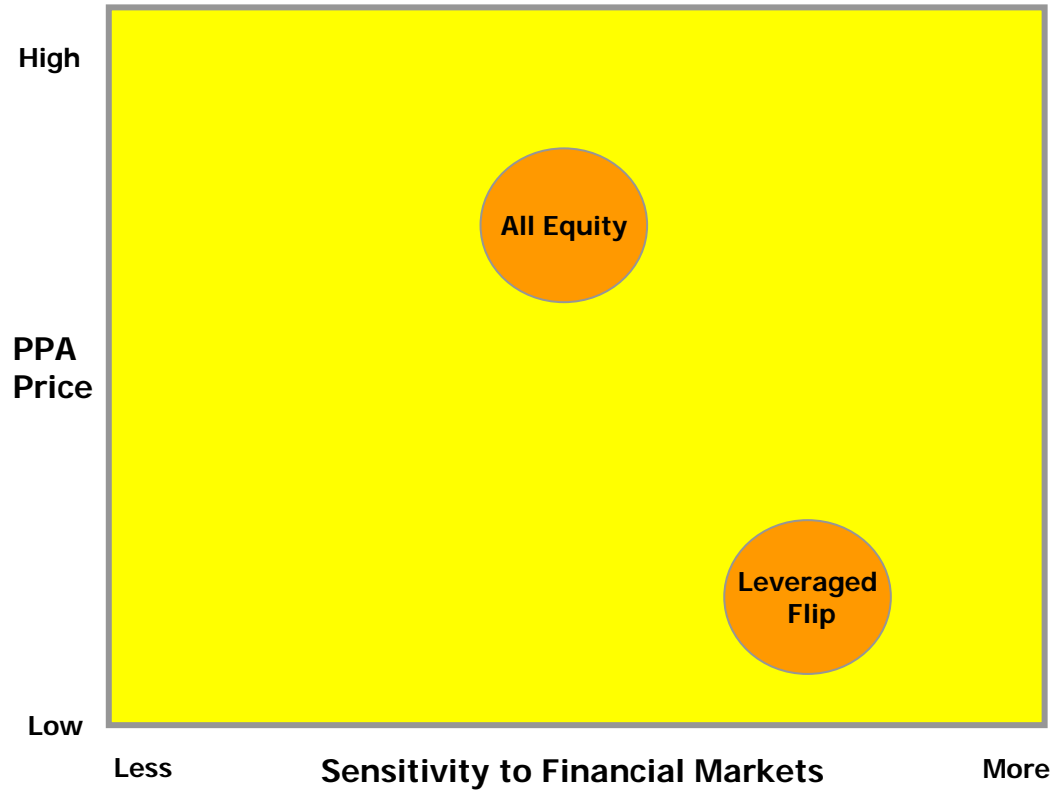 High
All Equity
PPA
Price
Leveraged
Flip
Low
Less
Sensitivity to Financial Markets
More